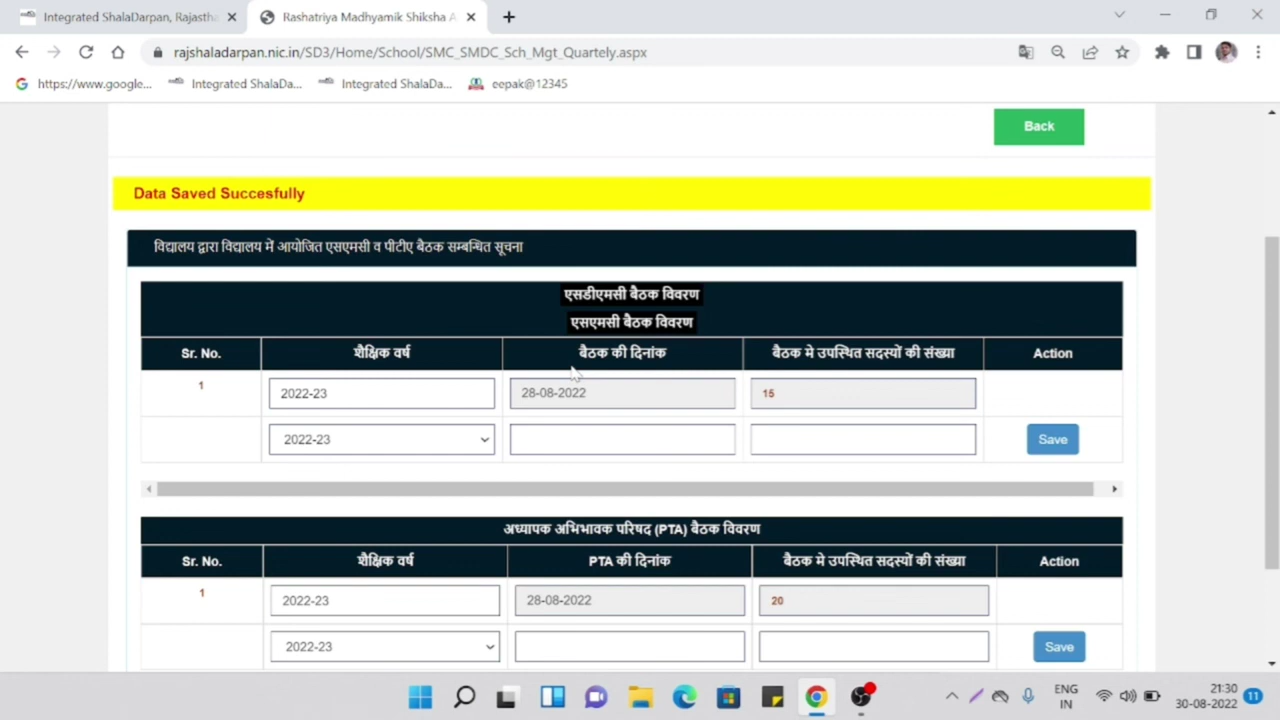 Integrated ShalaDarpan, Rajastha
Rashatriya Madhyamik Shiksha A
rajshaladarpan.nic.in/SD3/Home/School/SMC_SMDC_Sch_Mgt_Quartely.aspx
https://www.google... Integrated ShalaDa... Integrated ShalaDa... eepak@12345
Back
Data Saved Succesfully
विद्यालय द्वारा विद्यालय में आयोजित एसएमसी व पीटीए बैठक सम्बन्धित सूचना
एसडीएमसी बैठक विवरण
एसएमसी बैठक विवरण
Sr. No. शैक्षिक वर्ष बैठक की दिनांक बैठक मे उपस्थित सदस्यों की संख्या Action
1 2022-23 28-08-2022 15
2022-23 Save
अध्यापक अभिभावक परिषद (PTA) बैठक विवरण
Sr. No. शैक्षिक वर्ष PTA की दिनांक बैठक मे उपस्थित सदस्यों की संख्या Action
1 2022-23 28-08-2022 20
2022-23 Save
ENG 21:30
IN 30-08-2022 11